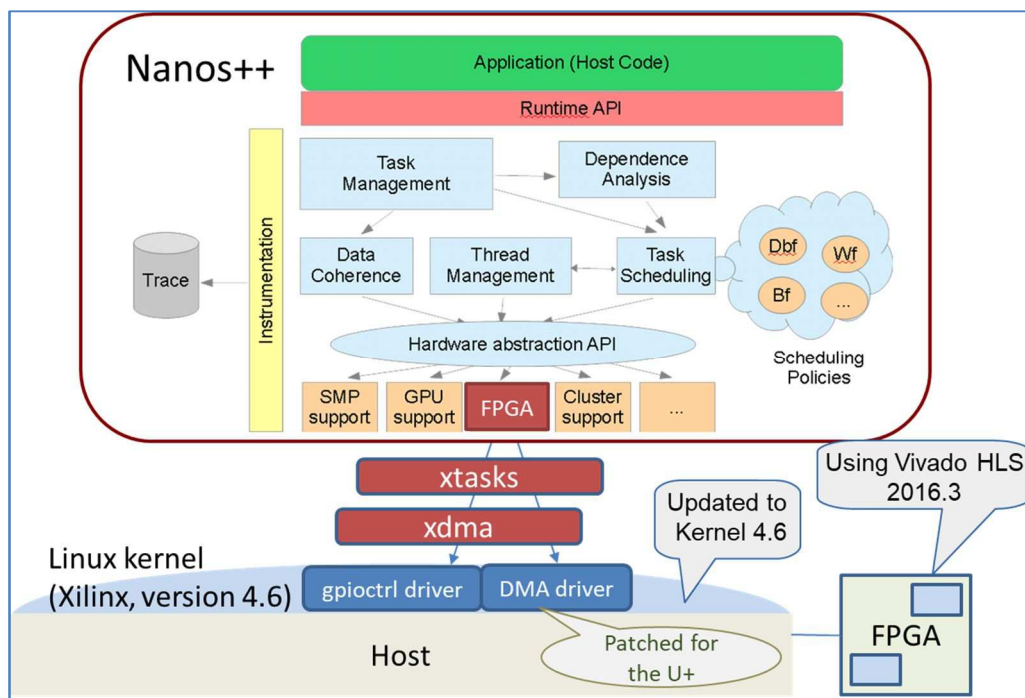 Nanos++
Application (Host Code)
Runtime API
Instrumentation
Trace
Task
Management
Dependence
Analysis
Data
Coherence
Thread
Management
Task
Scheduling
Dbf
Wf
Bf
...
Scheduling
Policies
Hardware abstraction API
SMP
support
GPU
support
FPGA
Cluster
support
...
xtasks
xdma
Using Vivado HLS
2016.3
Updated to
Kernel 4.6
Linux kernel
(Xilinx, version 4.6)
gpioctrl driver
DMA driver
Patched for
the U+
Host
FPGA